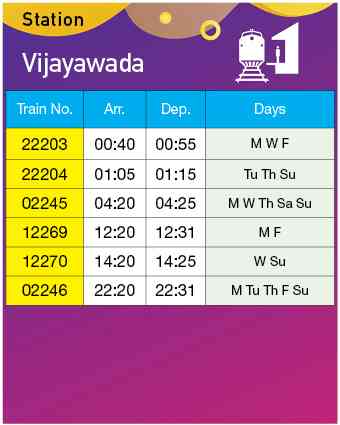 Station
Vijayawada
1
Train No. Arr. Dep. Days
22203 00:40 00:55 M W F
22204 01:05 01:15 Tu Th Su
02245 04:20 04:25 M W Th Sa Su
12269 12:20 12:31 M F
12270 14:20 14:25 W Su
02246 22:20 22:31 M Tu Th F Su